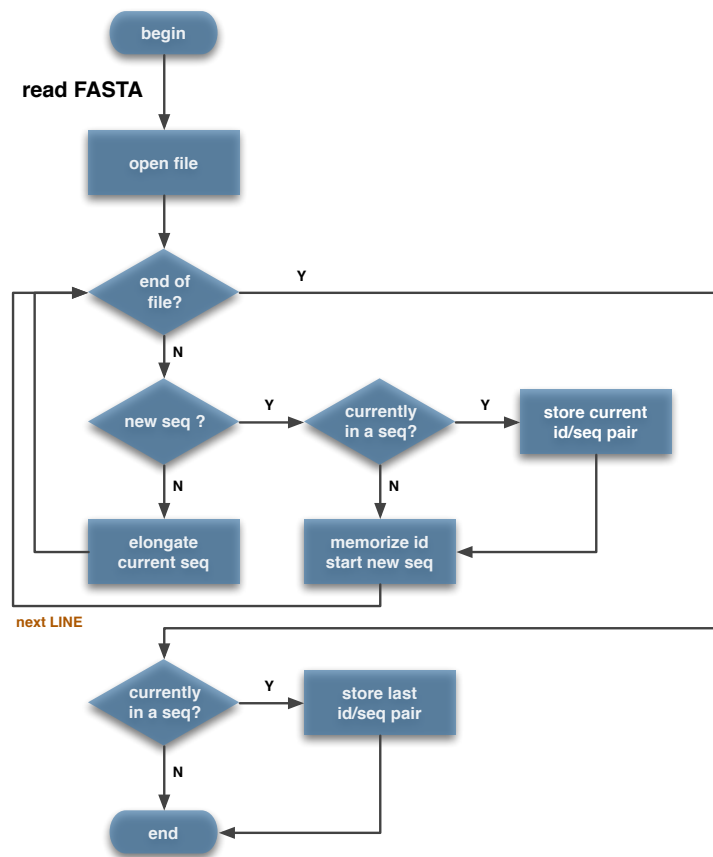 begin
read FASTA
open file
end of
file?
Y
N
new seq ?
Y
currently
in a seq?
Y
store current
id/seq pair
N
N
elongate
current seq
memorize id
start new seq
next LINE
currently
in a seq?
Y
store last
id/seq pair
N
end